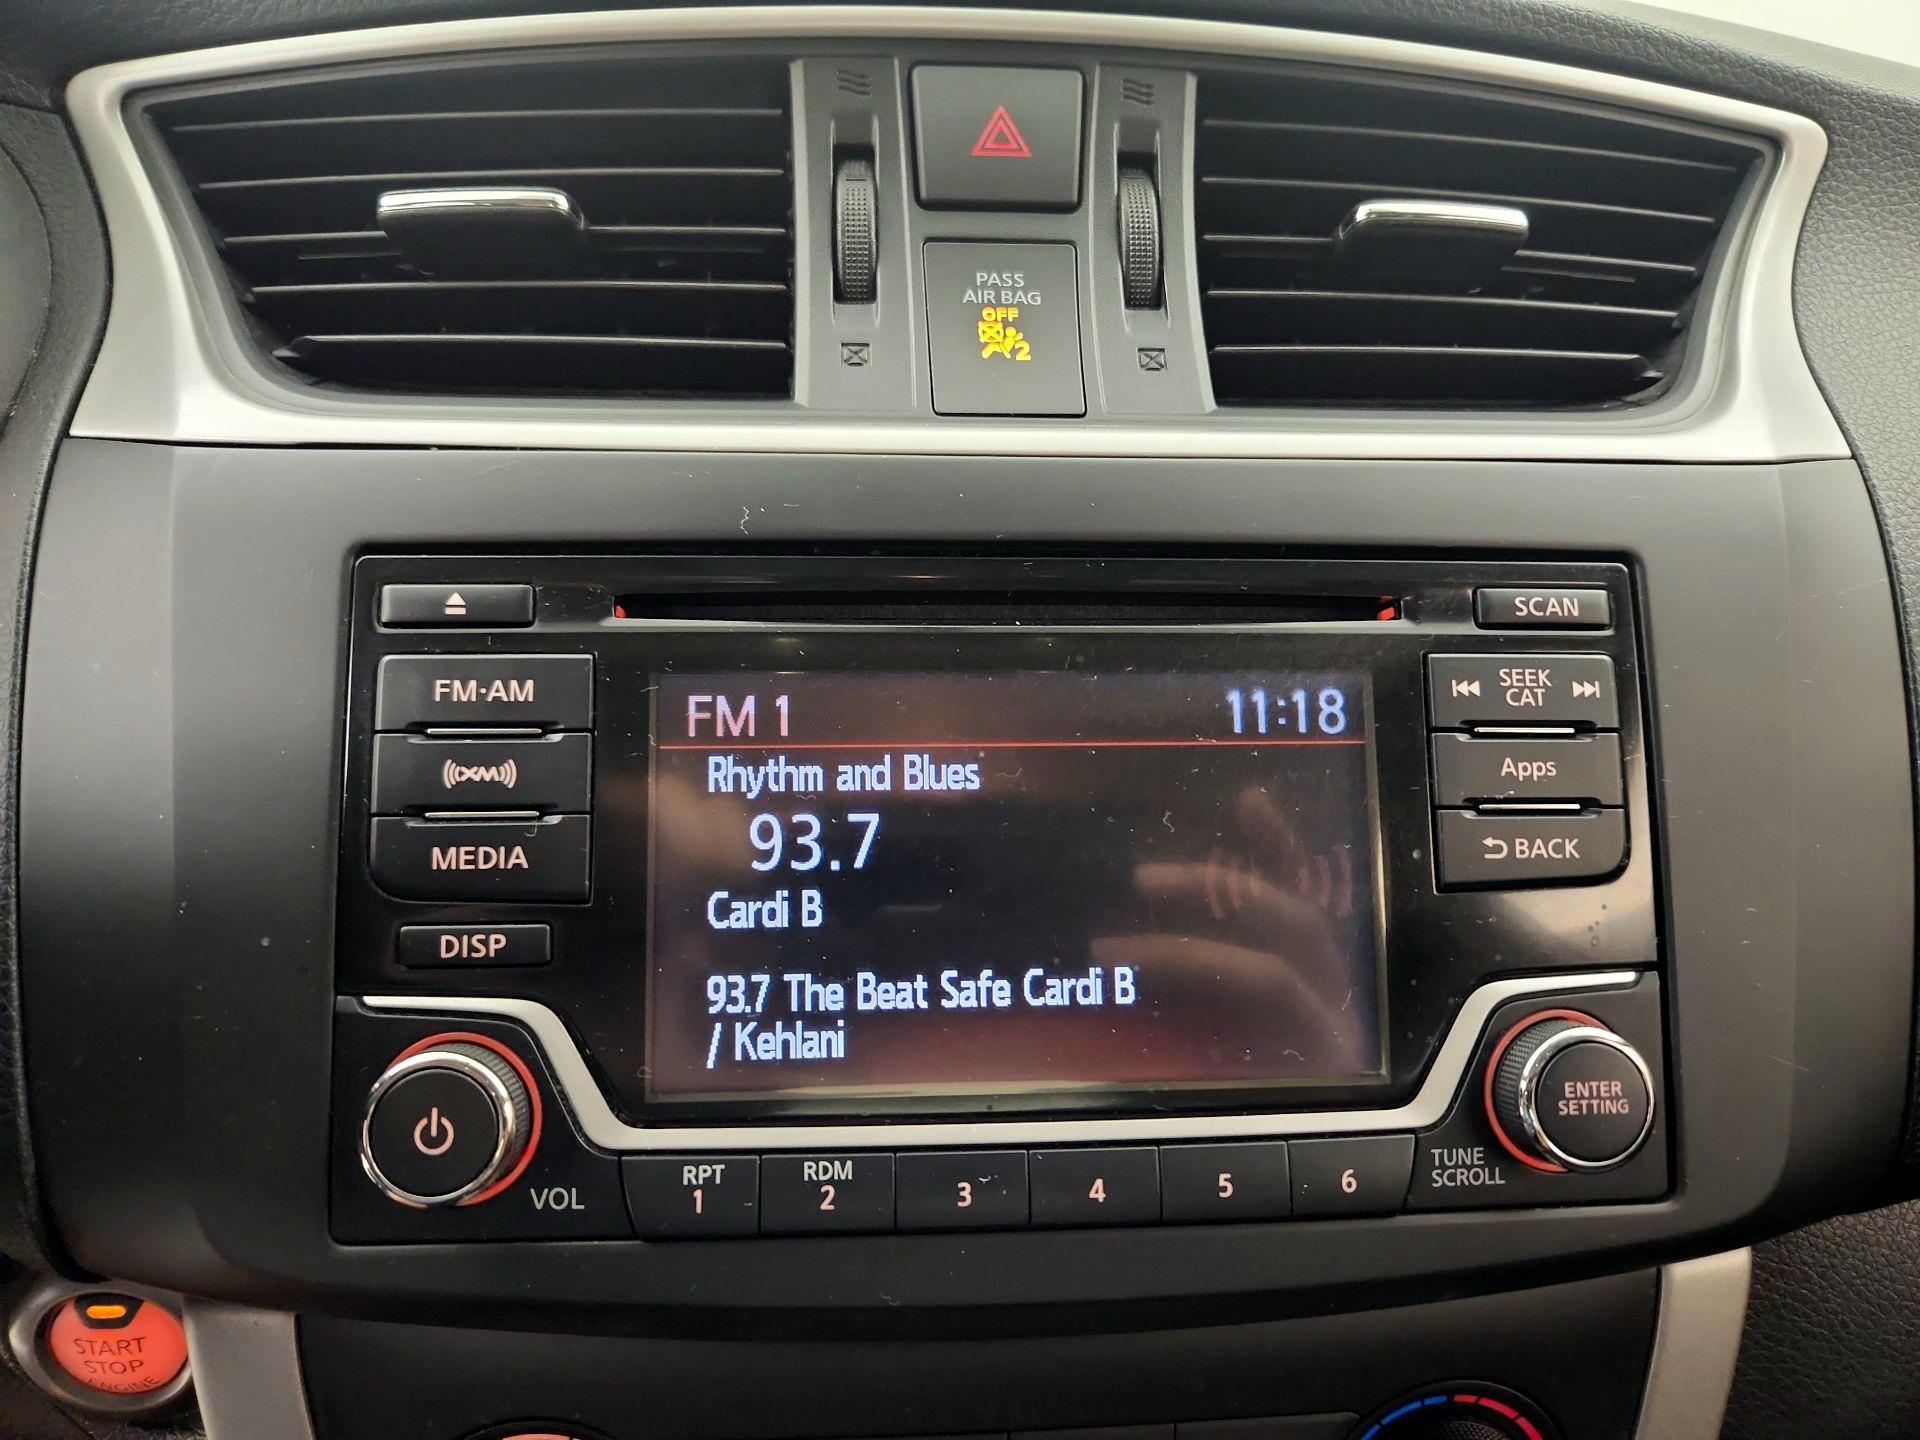 PASS
AIR BAG
OFF
2
SCAN
FM·AM
SEEK
CAT
XM
Apps
MEDIA
BACK
DISP
FM 1 11:18
Rhythm and Blues
93.7
Cardi B
93.7 The Beat Safe Cardi B
/ Kehlani
VOL
RPT
1
RDM
2
3
4
5
6
TUNE
SCROLL
ENTER
SETTING
START
STOP
ENGINE